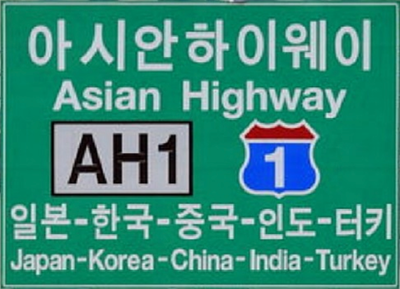 아시안하이웨이
Asian Highway
AH1 1
일본-한국-중국-인도-터키
Japan-Korea-China-India-Turkey